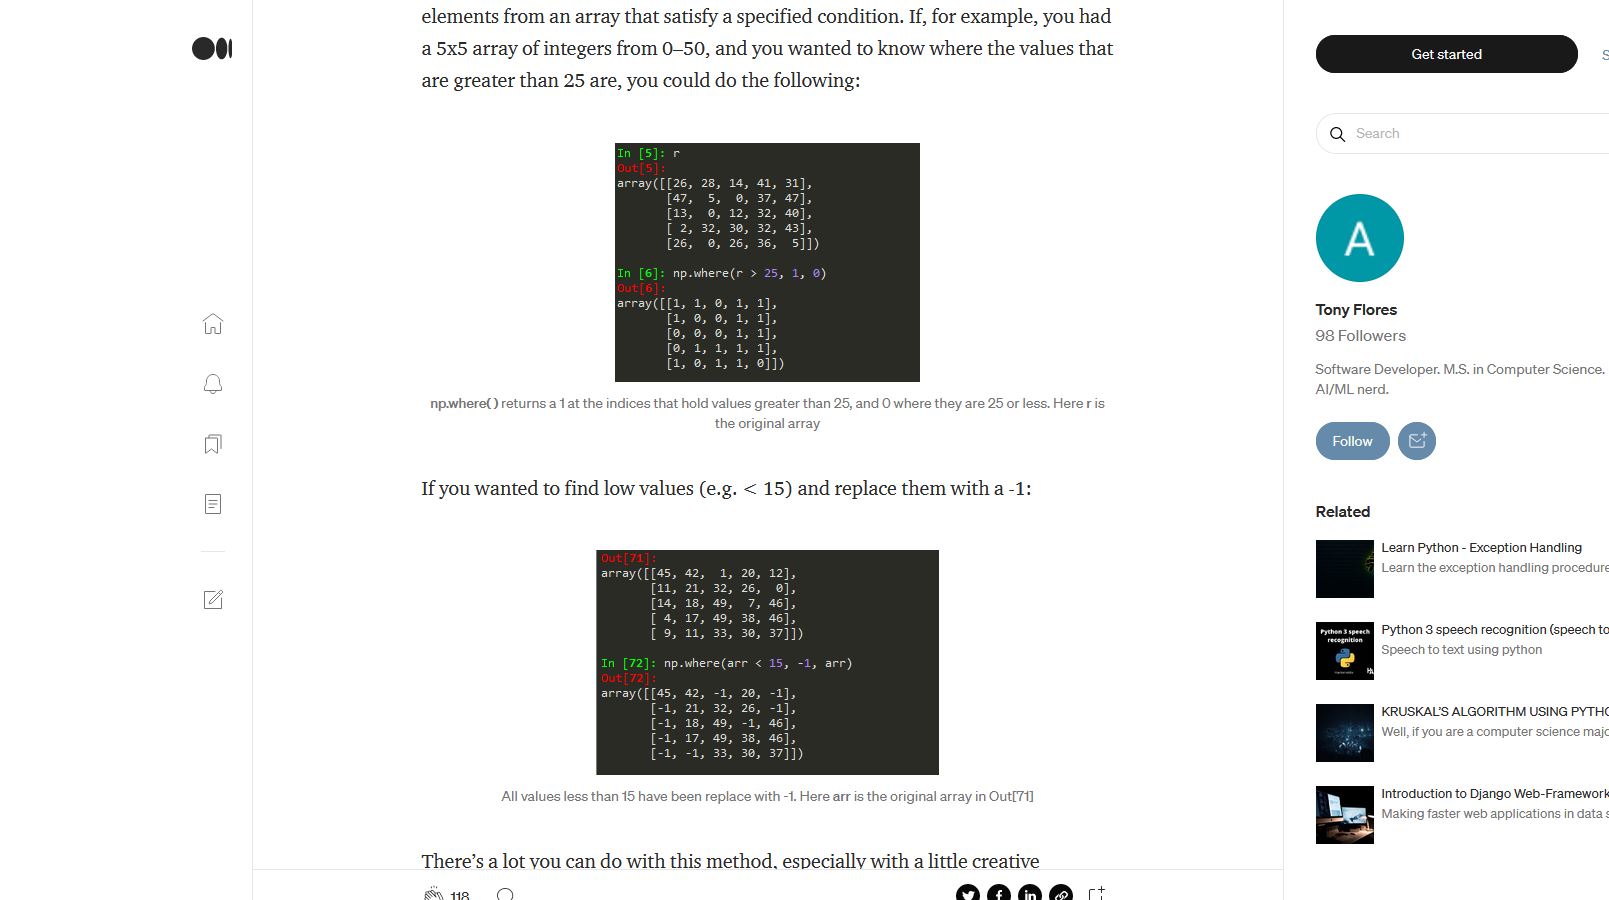 elements from an array that satisfy a specified condition. If, for example, you had
a 5x5 array of integers from 0–50, and you wanted to know where the values that
are greater than 25 are, you could do the following:
In [5]: r
Out[5]:
array([[26, 28, 14, 41, 31],
[47, 5, 0, 37, 47],
[13, 0, 12, 32, 40],
[ 2, 32, 30, 32, 43],
[26, 0, 26, 36, 5]])
In [6]: np.where(r > 25, 1, 0)
Out[6]:
array([[1, 1, 0, 1, 1],
[1, 0, 0, 1, 1],
[0, 0, 0, 1, 1],
[0, 1, 1, 1, 1],
[1, 0, 1, 1, 0]])
np.where( ) returns a 1 at the indices that hold values greater than 25, and 0 where they are 25 or less. Here r is
the original array
If you wanted to find low values (e.g. < 15) and replace them with a -1:
Out[71]:
array([[45, 42, 1, 20, 12],
[11, 21, 32, 26, 0],
[14, 18, 49, 7, 46],
[ 4, 17, 49, 38, 46],
[ 9, 11, 33, 30, 37]])
In [72]: np.where(arr < 15, -1, arr)
Out[72]:
array([[45, 42, -1, 20, -1],
[-1, 21, 32, 26, -1],
[-1, 18, 49, -1, 46],
[-1, 17, 49, 38, 46],
[-1, -1, 33, 30, 37]])
All values less than 15 have been replace with -1. Here arr is the original array in Out[71]
There's a lot you can do with this method, especially with a little creative
118
Get started
S
Search
A
Tony Flores
98 Followers
Software Developer. M.S. in Computer Science.
AI/ML nerd.
Follow
Related
Learn Python - Exception Handling
Learn the exception handling procedure
Python 3 speech
recognition
Python 3 speech recognition (speech to
Speech to text using python
KRUSKAL'S ALGORITHM USING PYTHO
Well, if you are a computer science majo
Introduction to Django Web-Framework
Making faster web applications in data s